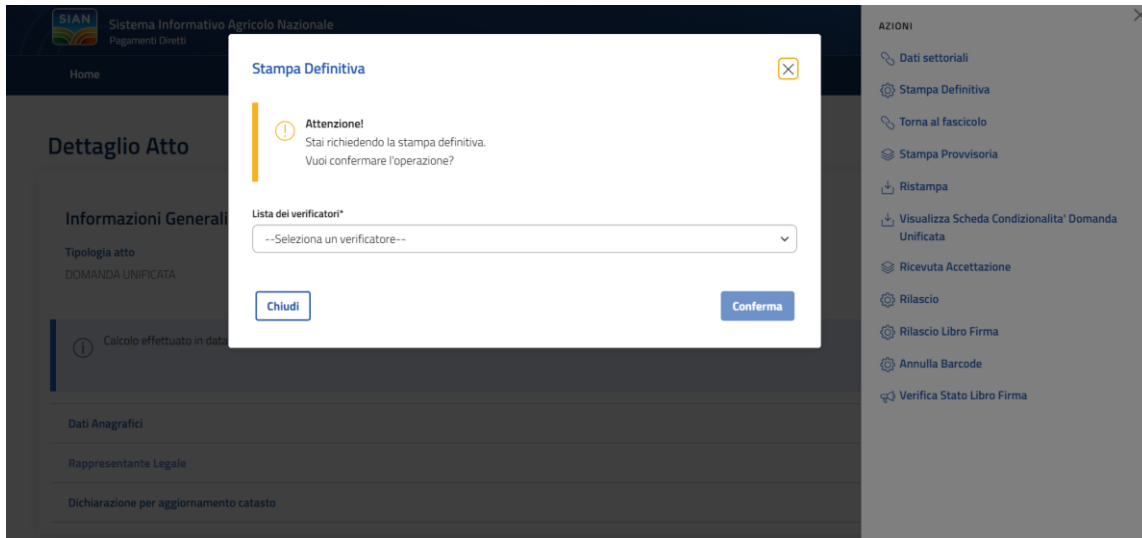 SIAN
Sistema Informativo Agricolo Nazionale
Pagamenti Diretti
Home
Dettaglio Atto
Informazioni Generali
Tipologia atto
DOMANDA UNIFICATA
Calcolo effettuato in data
Dati Anagrafici
Rappresentante Legale
Dichiarazione per aggiornamento catasto
Stampa Definitiva
Attenzione!
Stai richiedendo la stampa definitiva.
Vuoi confermare l'operazione?
Lista dei verificatori*
--Seleziona un verificatore--
Chiudi
Conferma
AZIONI
Dati settoriali
Stampa Definitiva
Torna al fascicolo
Stampa Provvisoria
Ristampa
Visualizza Scheda Condizionalita' Domanda
Unificata
Ricevuta Accettazione
Rilascio
Rilascio Libro Firma
Annulla Barcode
Verifica Stato Libro Firma